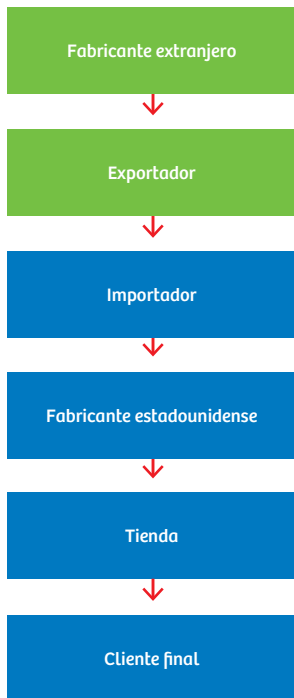 Fabricante extranjero
Exportador
Importador
Fabricante estadounidense
Tienda
Cliente final